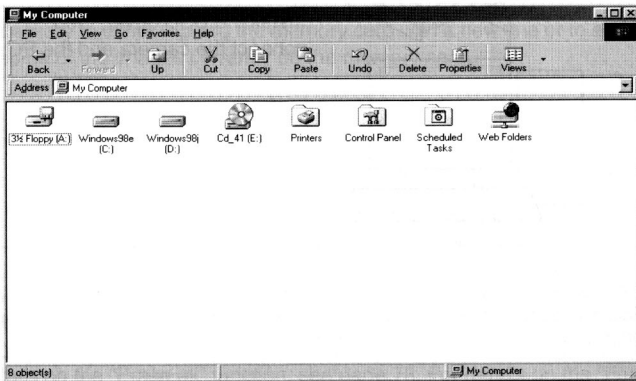 My Computer
File Edit View Go Favorites Help
Back Forward Up Cut Copy Paste Undo Delete Properties Views
Address My Computer
3½ Floppy (A:) Windows98e (C:) Windows98j (D:) Cd_41 (E:) Printers Control Panel Scheduled Tasks Web Folders
8 object(s) My Computer